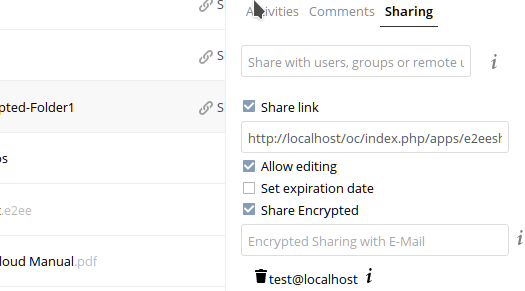 Activities Comments Sharing
Share with users, groups or remote u
Share link
pted-Folder1
http://localhost/oc/index.php/apps/e2eesh
os
Allow editing
Set expiration date
.e2ee
Share Encrypted
Encrypted Sharing with E-Mail
loud Manual.pdf
test@localhost